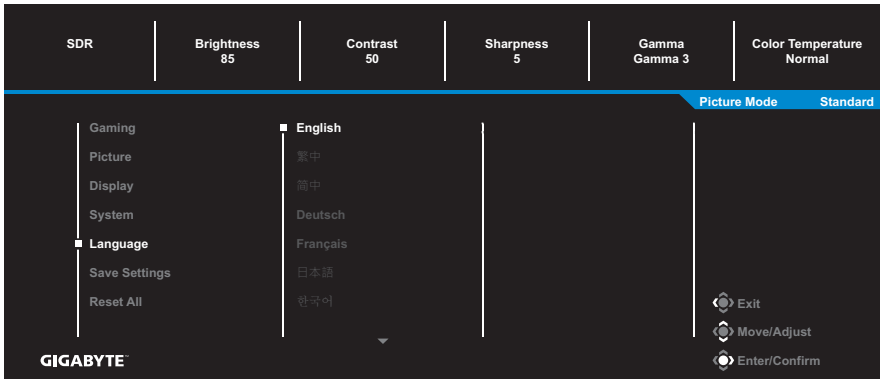 SDR
Brightness
85
Contrast
50
Sharpness
5
Gamma
Gamma 3
Color Temperature
Normal
Picture Mode Standard
Gaming
Picture
Display
System
Language
Save Settings
Reset All
English
繁中
简中
Deutsch
Français
日本語
한국어
Exit
Move/Adjust
Enter/Confirm
GIGABYTE™